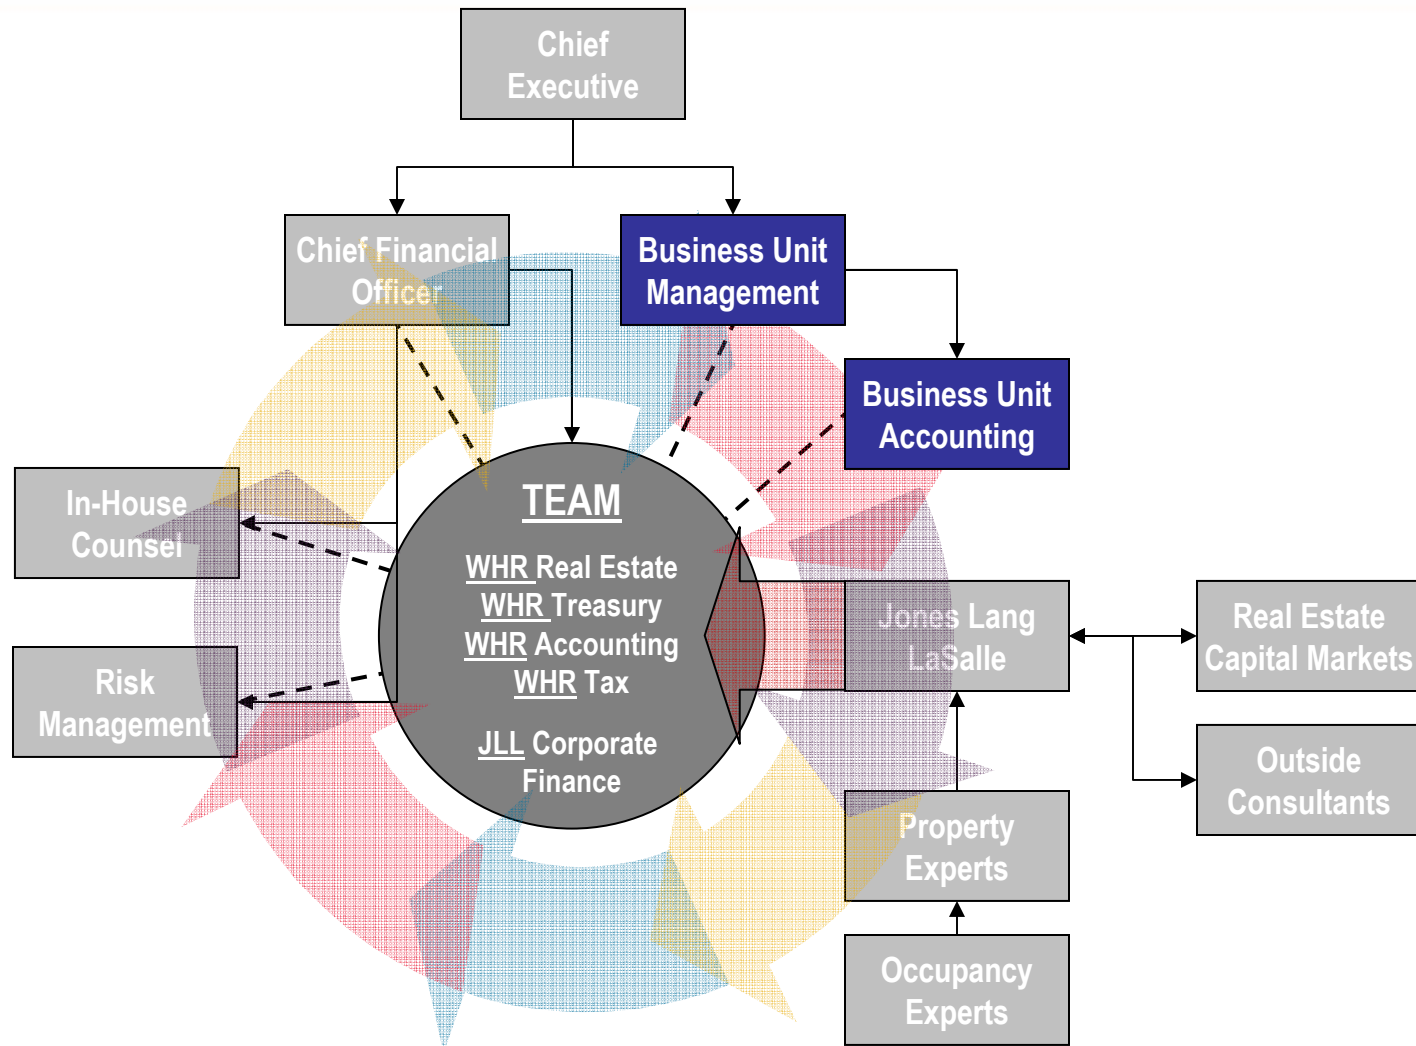 Chief
Executive
Chief Financial
Officer
Business Unit
Management
Business Unit
Accounting
In-House
Counsel
Risk
Management
TEAM
WHR Real Estate
WHR Treasury
WHR Accounting
WHR Tax
JLL Corporate
Finance
Jones Lang
LaSalle
Real Estate
Capital Markets
Outside
Consultants
Property
Experts
Occupancy
Experts